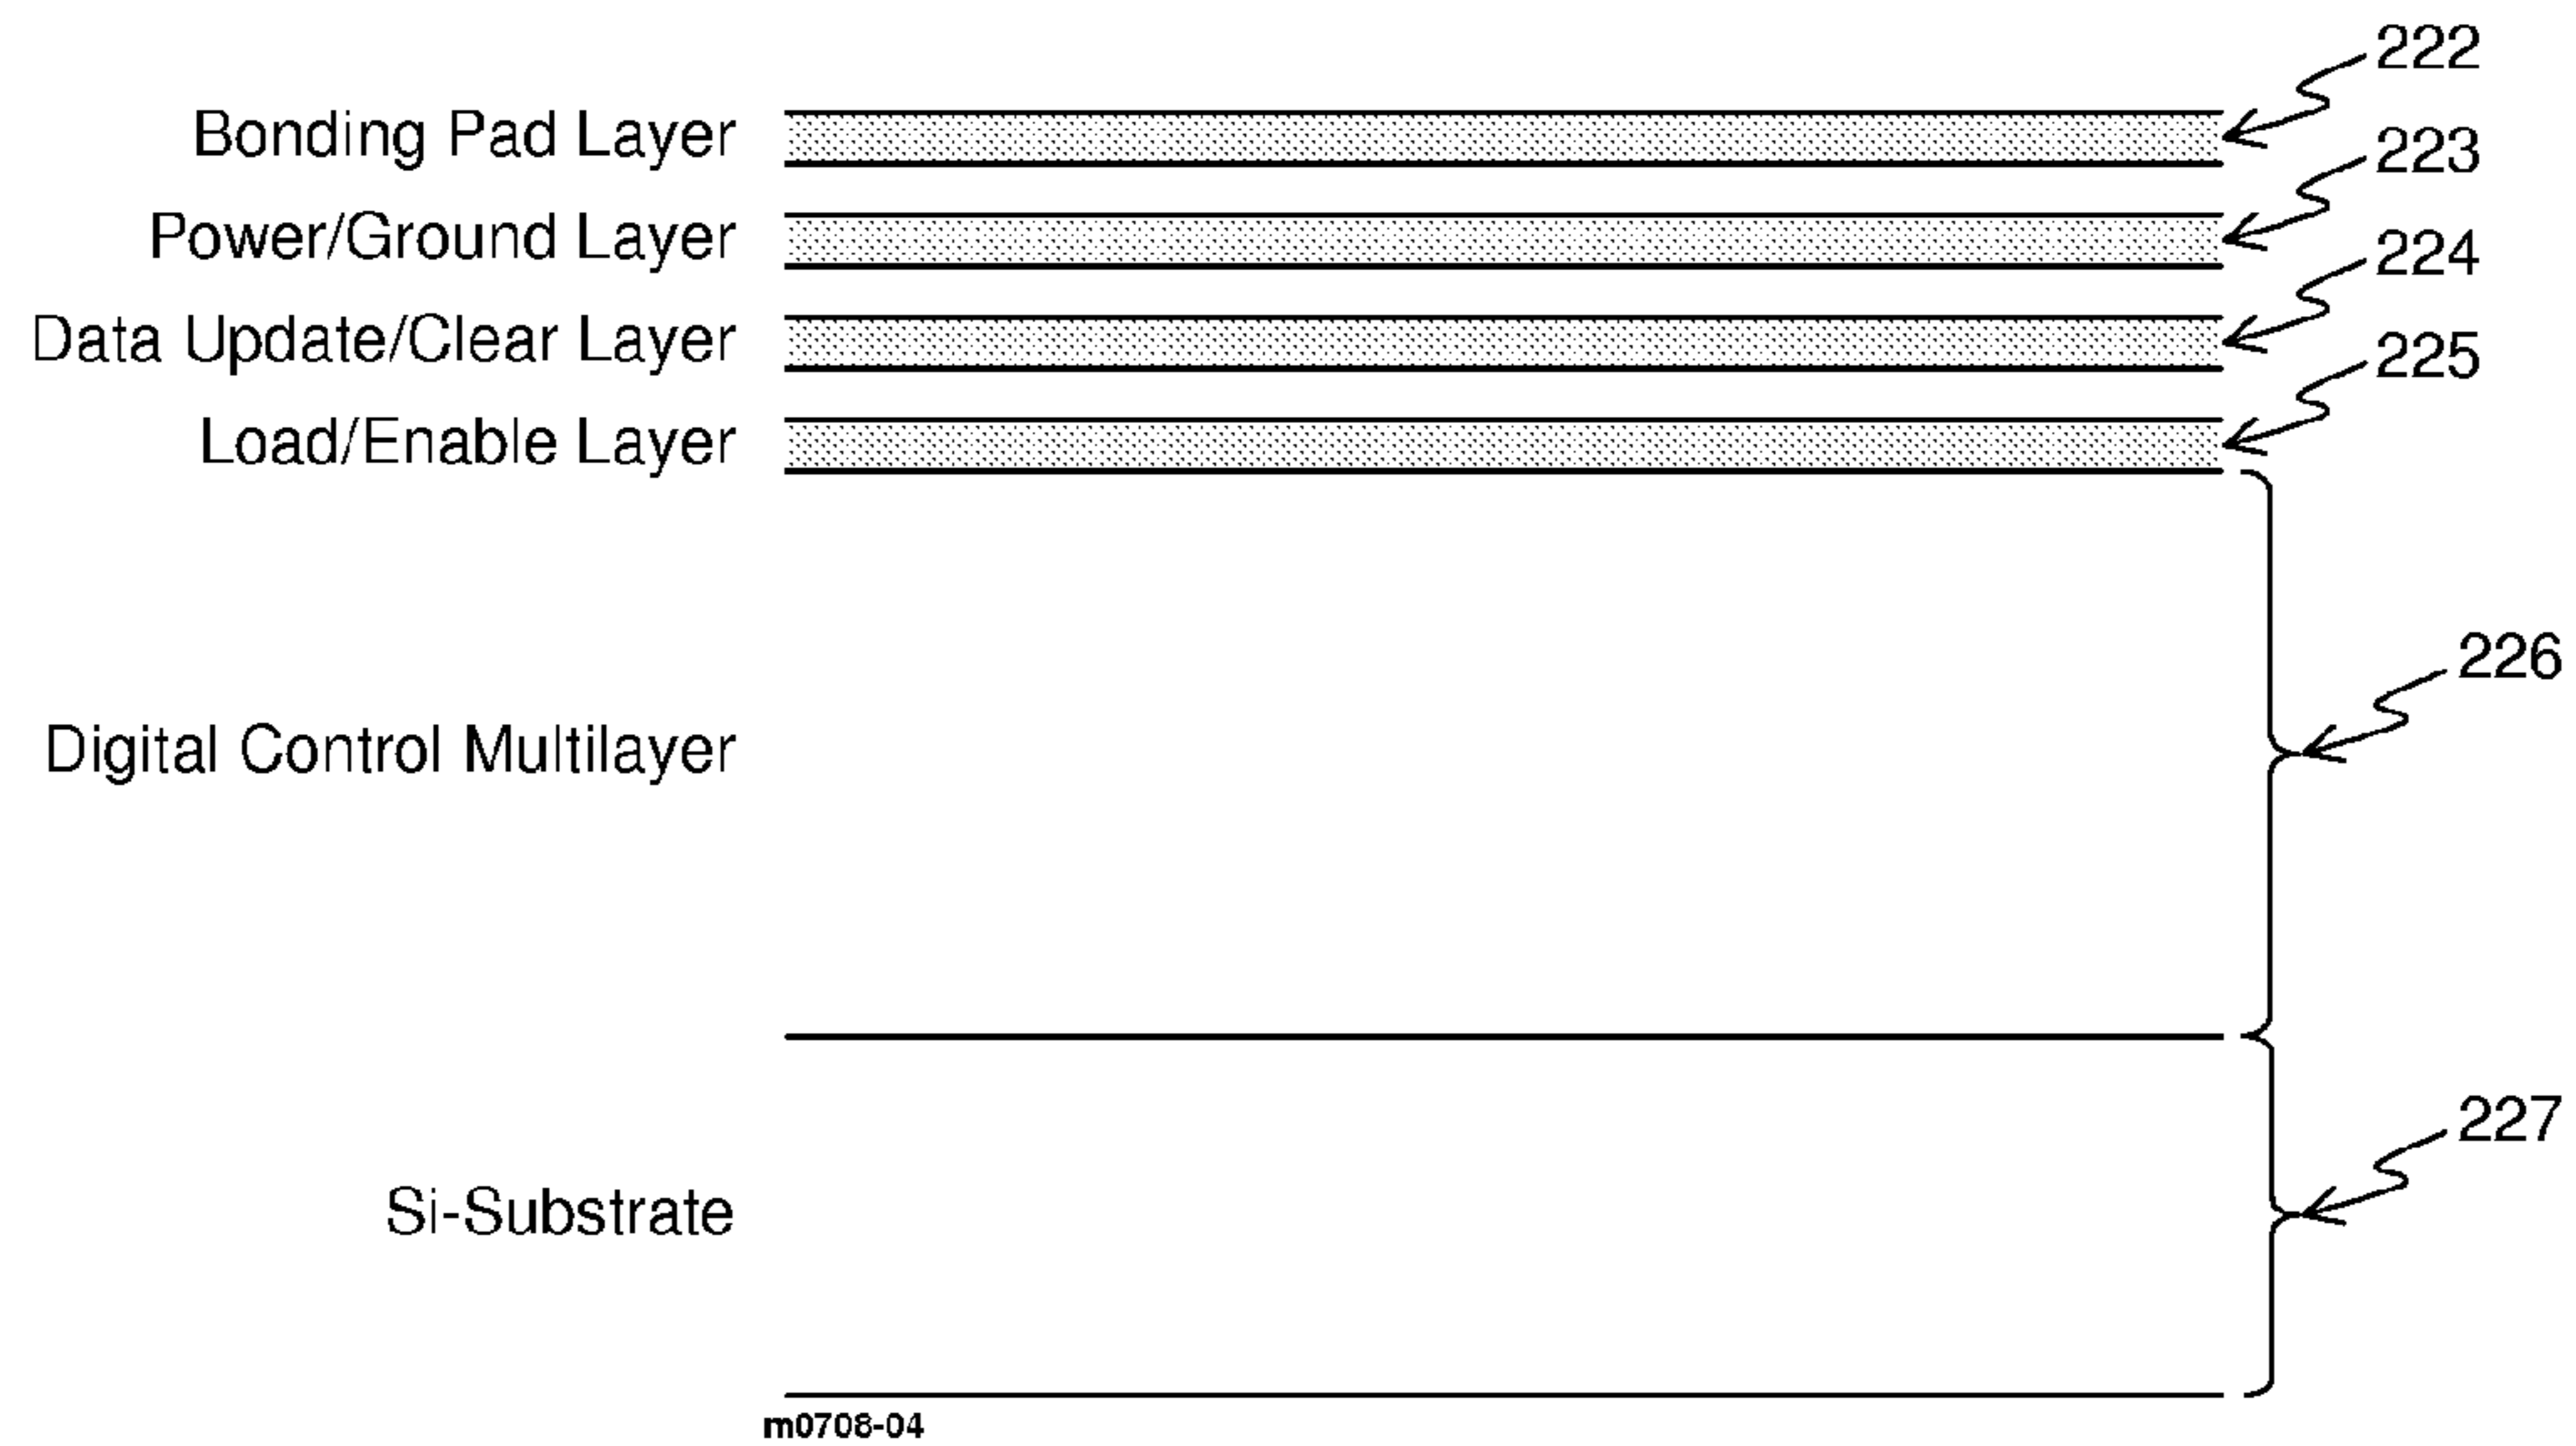 222
Bonding Pad Layer
223
Power/Ground Layer
224
Data Update/Clear Layer
225
Load/Enable Layer
226
Digital Control Multilayer
227
Si-Substrate
m0708-04